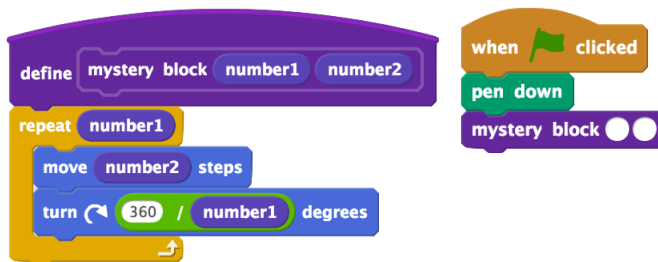 define mystery block number1 number2
repeat number1
move number2 steps
turn 360 / number1 degrees
when clicked
pen down
mystery block